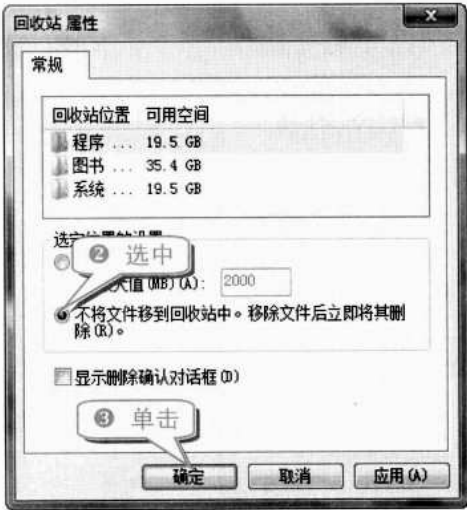 回收站 属性
常规
回收站位置 可用空间
程序 ... 19.5 GB
图书 ... 35.4 GB
系统 ... 19.5 GB
❷ 选中
大值(MB)(A): 2000
不将文件移到回收站中。移除文件后立即将其删
除(R)。
显示删除确认对话框(D)
❸ 单击
确定 取消 应用(A)